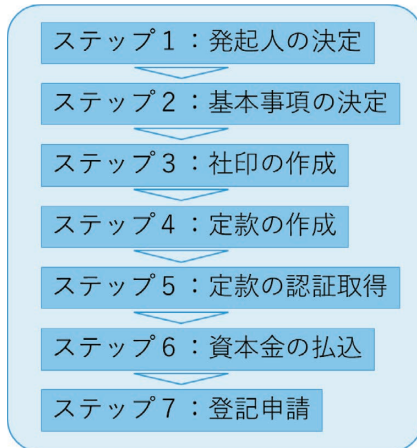 ステップ1：発起人の決定
ステップ2：基本事項の決定
ステップ3：社印の作成
ステップ4：定款の作成
ステップ5：定款の認証取得
ステップ6：資本金の払込
ステップ7：登記申請